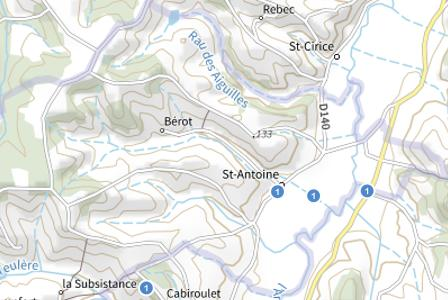 Rebec
St-Cirice
Rau des Aiguilles
D140
Bérot
133
St-Antoine
1
1
1
eulère
la Subsistance
1
Cabiroulet